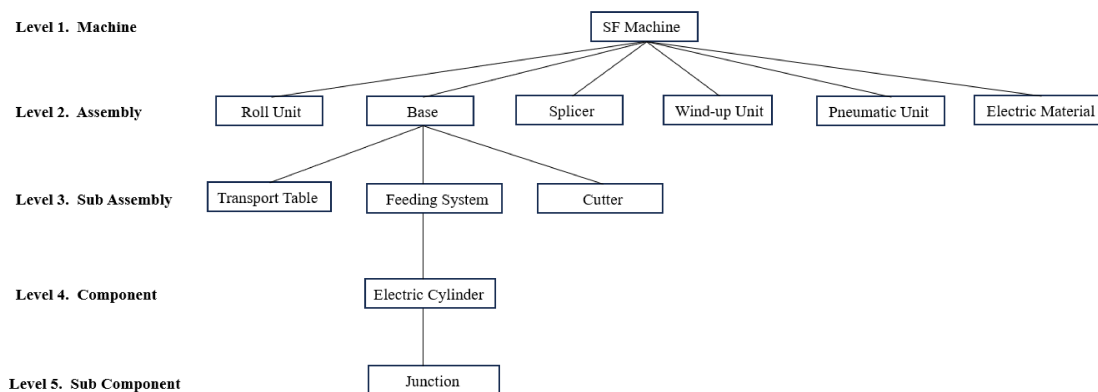 Level 1.  Machine
SF Machine
Level 2.  Assembly
Roll Unit
Base
Splicer
Wind-up Unit
Pneumatic Unit
Electric Material
Level 3.  Sub Assembly
Transport Table
Feeding System
Cutter
Level 4.  Component
Electric Cylinder
Level 5.  Sub Component
Junction